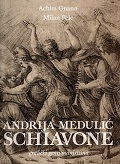 Achim Gnann
Milan Pelc
ANDRIJA MEDULIĆ
SCHIAVONE